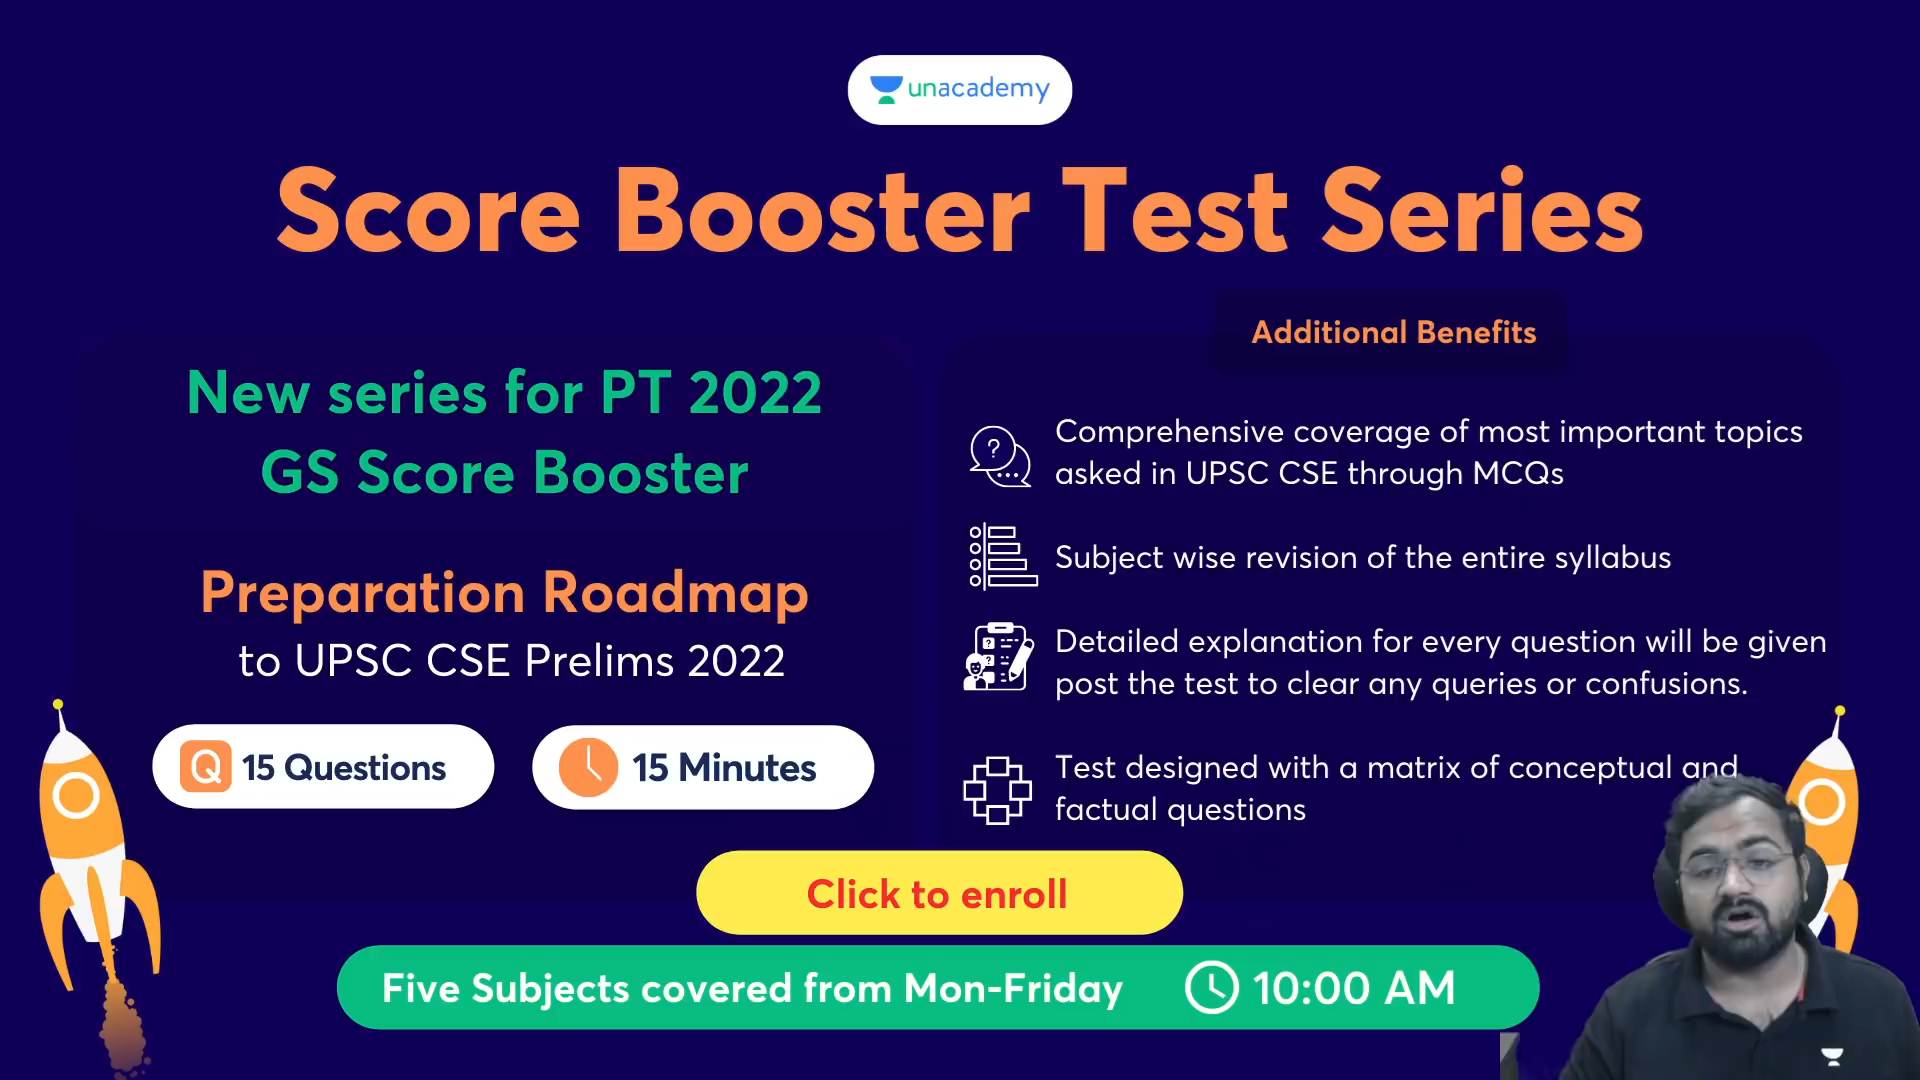 unacademy
Score Booster Test Series
New series for PT 2022
GS Score Booster
Preparation Roadmap
to UPSC CSE Prelims 2022
Q 15 Questions
15 Minutes
Additional Benefits
Comprehensive coverage of most important topics
asked in UPSC CSE through MCQs
Subject wise revision of the entire syllabus
Detailed explanation for every question will be given
post the test to clear any queries or confusions.
Test designed with a matrix of conceptual and
factual questions
Click to enroll
Five Subjects covered from Mon-Friday
10:00 AM